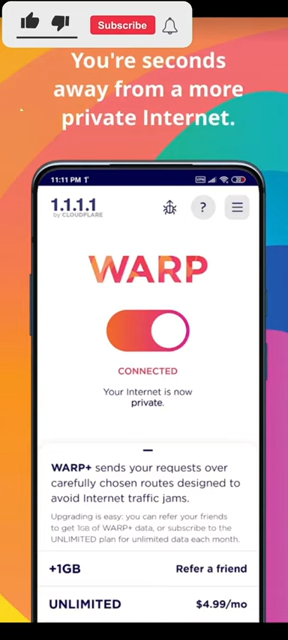 Subscribe
You're seconds
away from a more
private Internet.
11:11 PM
1.1.1.1
by CLOUDFLARE
?
WARP
CONNECTED
Your Internet is now
private.
WARP+ sends your requests over
carefully chosen routes designed to
avoid Internet traffic jams.
Upgrading is easy: you can refer your friends
to get 1GB of WARP+ data, or subscribe to the
UNLIMITED plan for unlimited data each month.
+1GB Refer a friend
UNLIMITED $4.99/mo